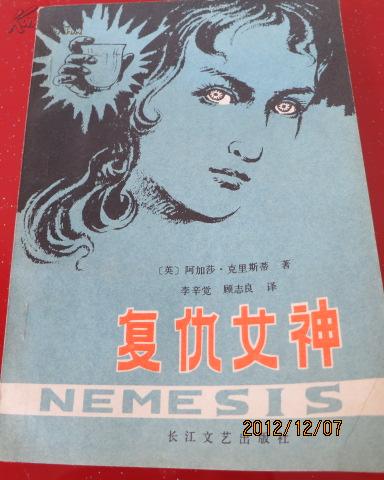 〔英〕阿加莎·克里斯蒂 著
李辛觉 顾志良 译
复仇女神
NEMESIS
长江文艺出版社
2012/12/07